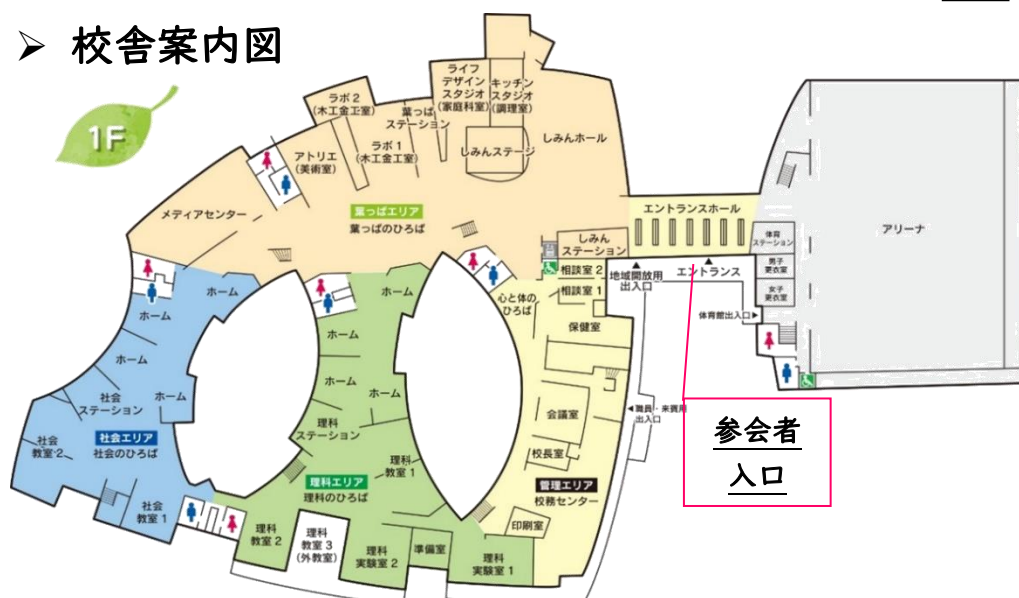 ➢ 校舎案内図
1F
ライフ
デザイン
スタジオ
(家庭科室)
キッチン
スタジオ
(調理室)
ラボ2
(木工金工室)
葉っぱ
ステーション
ラボ1
(木工金工室)
しみんステージ
しみんホール
アトリエ
(美術室)
メディアセンター
葉っぱエリア
葉っぱのひろば
エントランスホール
しみん
ステーション
体育
ステーション
アリーナ
男子
更衣室
女子
更衣室
相談室2
相談室1
地域開放用
出入口
エントランス
体育館出入口▶
心と体の
ひろば
保健室
ホーム
ホーム
ホーム
ホーム
社会
ステーション
社会エリア
社会のひろば
社会
教室2
社会
教室1
ホーム
ホーム
ホーム
ホーム
理科
ステーション
理科
教室1
理科エリア
理科のひろば
理科
教室2
理科
教室3
(外教室)
理科
実験室2
準備室
理科
実験室1
会議室
◀職員・来賓用
出入口
校長室
管理エリア
校務センター
印刷室
参会者
入口